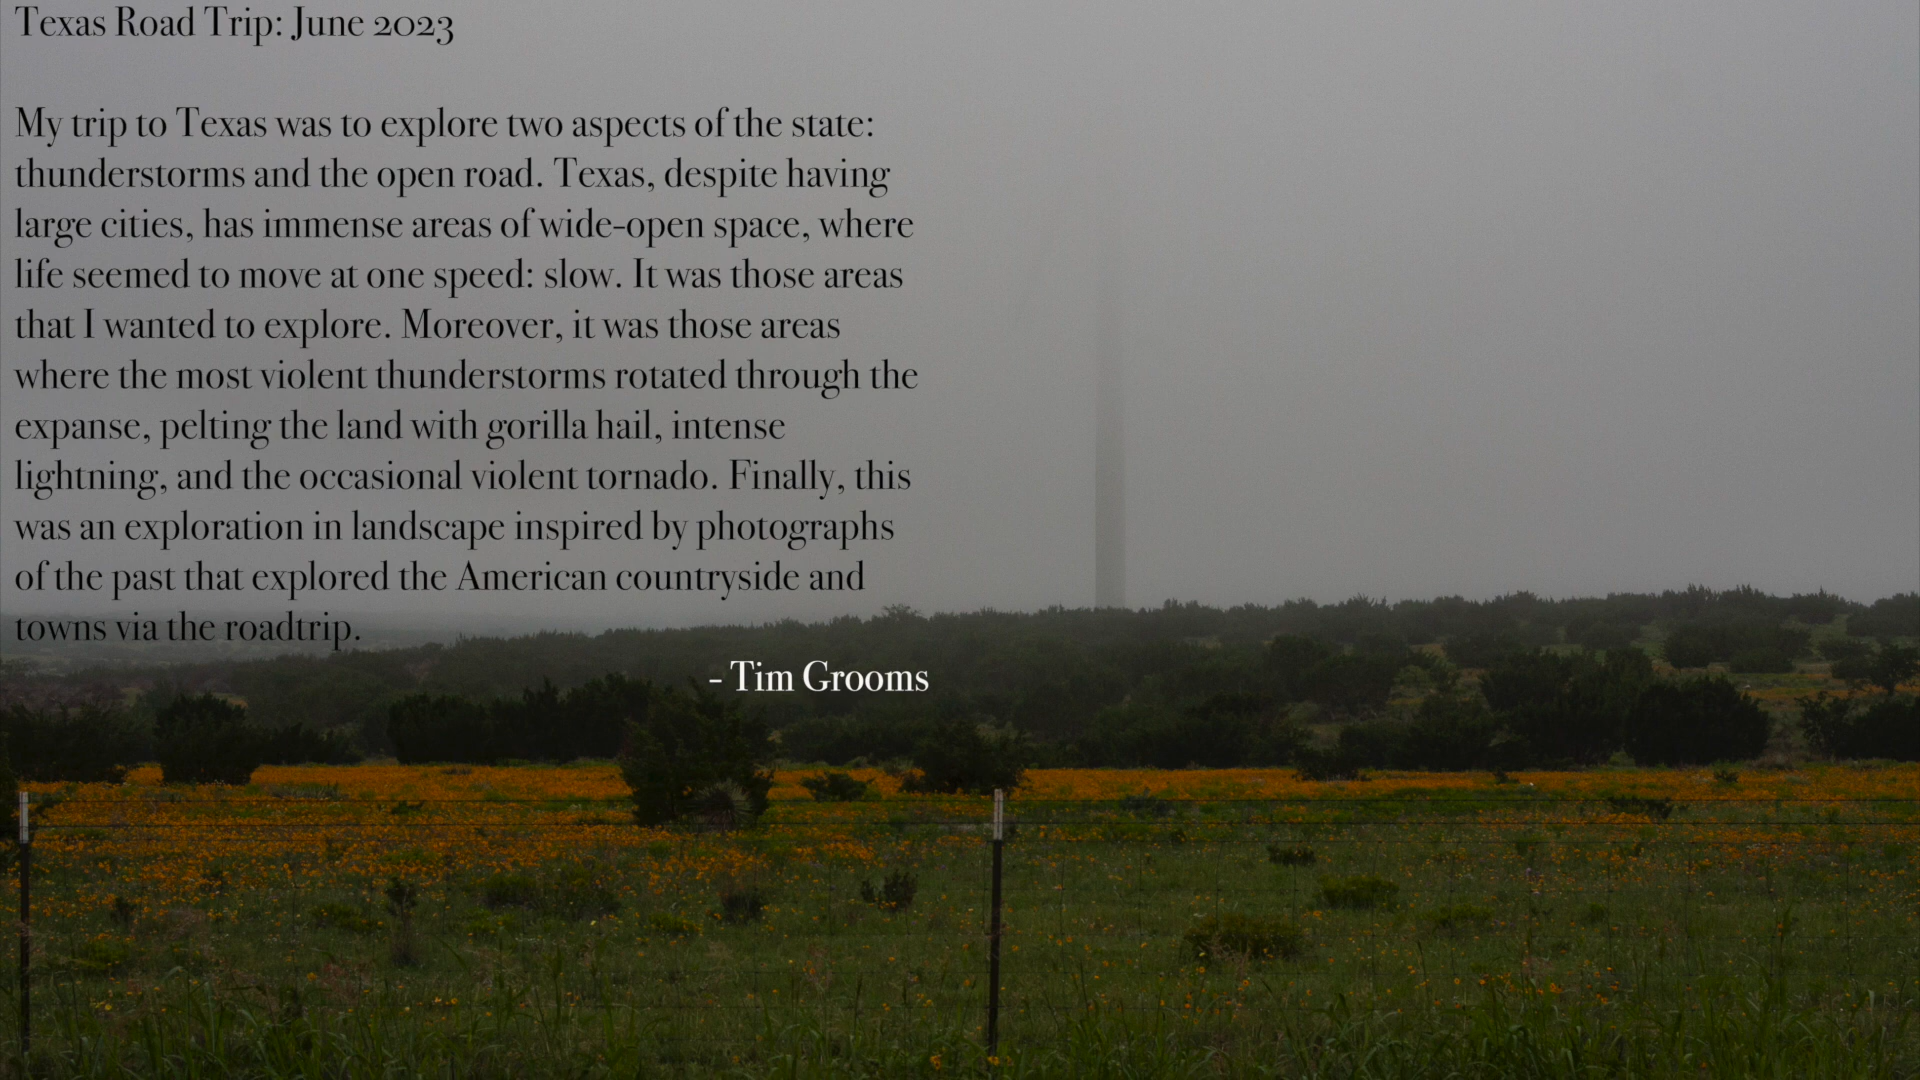 Texas Road Trip: June 2023
My trip to Texas was to explore two aspects of the state:
thunderstorms and the open road. Texas, despite having
large cities, has immense areas of wide-open space, where
life seemed to move at one speed: slow. It was those areas
that I wanted to explore. Moreover, it was those areas
where the most violent thunderstorms rotated through the
expanse, pelting the land with gorilla hail, intense
lightning, and the occasional violent tornado. Finally, this
was an exploration in landscape inspired by photographs
of the past that explored the American countryside and
towns via the roadtrip.
- Tim Grooms